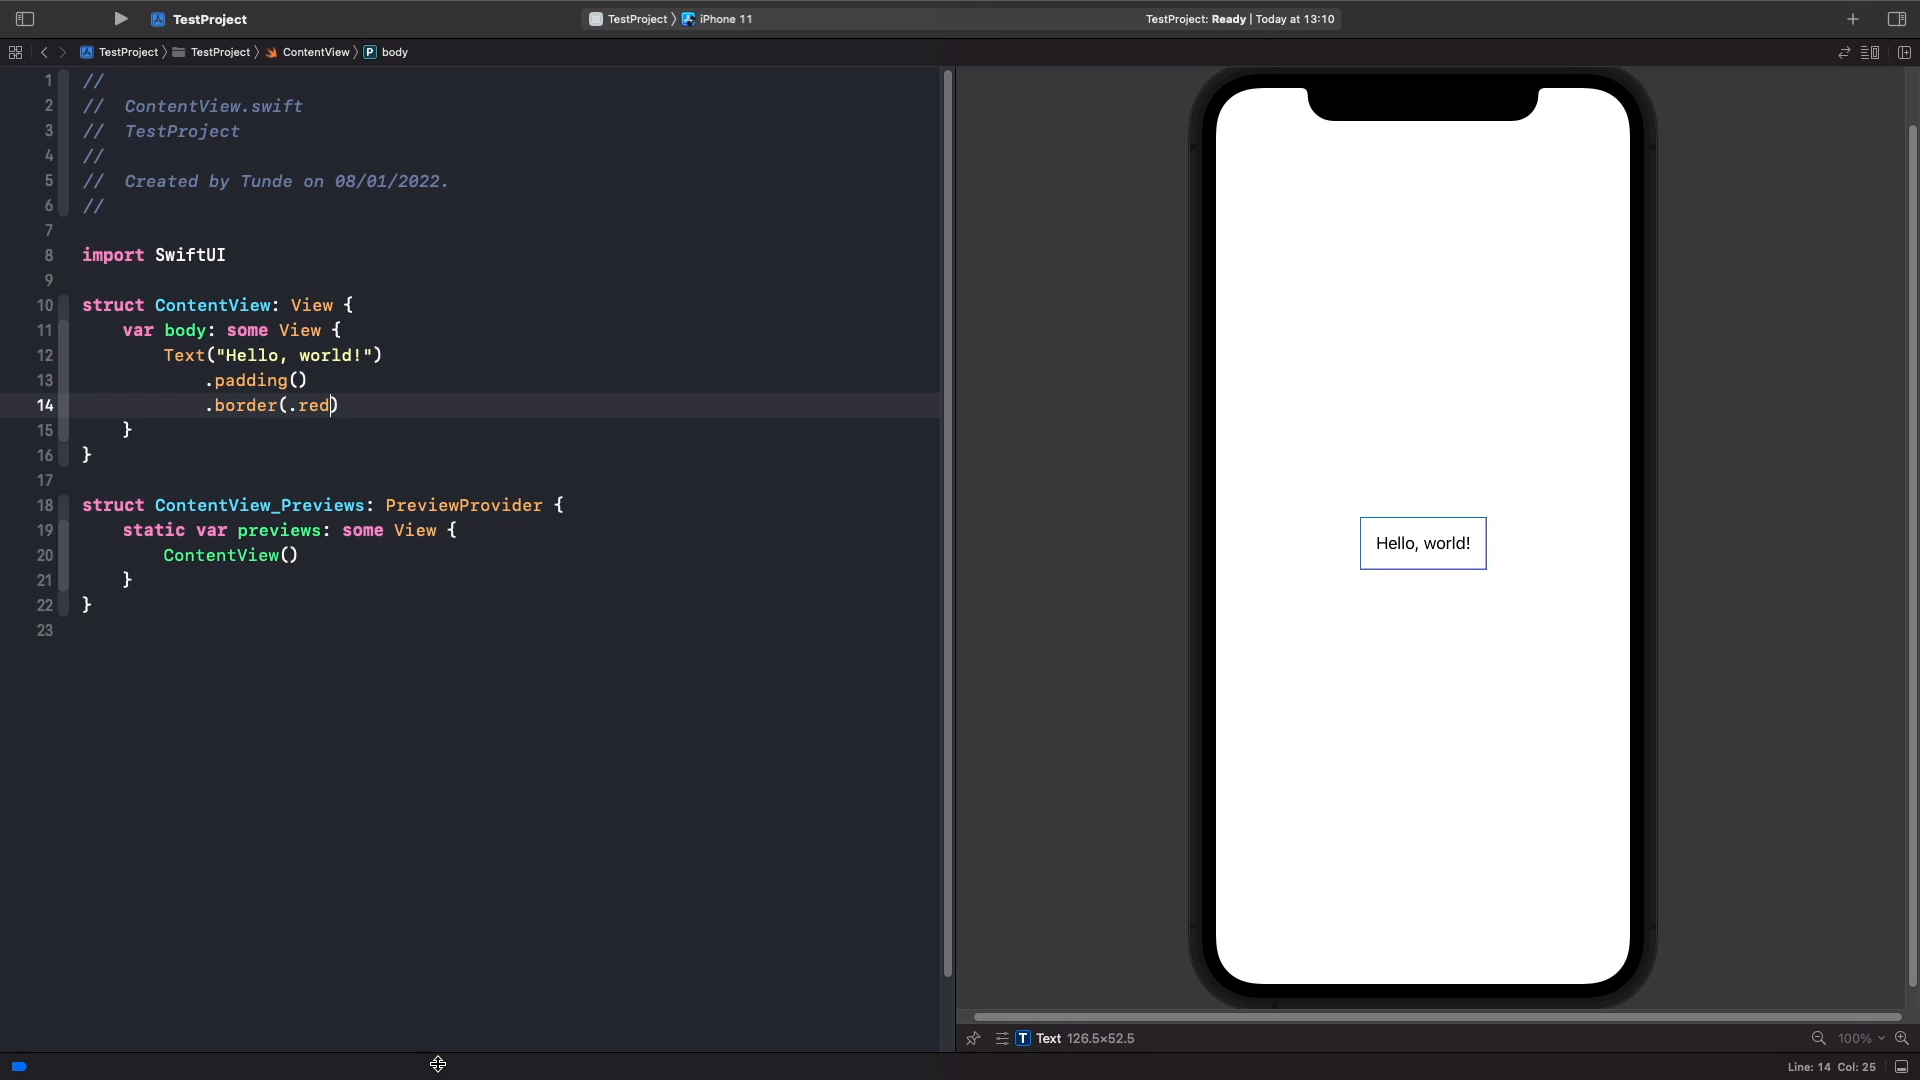 TestProject
TestProject 〉 iPhone 11
TestProject: Ready | Today at 13:10
TestProject 〉 TestProject 〉 ContentView 〉 P body
1 //
2 //  ContentView.swift
3 //  TestProject
4 //
5 //  Created by Tunde on 08/01/2022.
6 //
7
8 import SwiftUI
9
10 struct ContentView: View {
11     var body: some View {
12         Text("Hello, world!")
13             .padding()
14             .border(.red)
15     }
16 }
17
18 struct ContentView_Previews: PreviewProvider {
19     static var previews: some View {
20         ContentView()
21     }
22 }
23
Hello, world!
T Text 126.5×52.5
100%
Line: 14 Col: 25